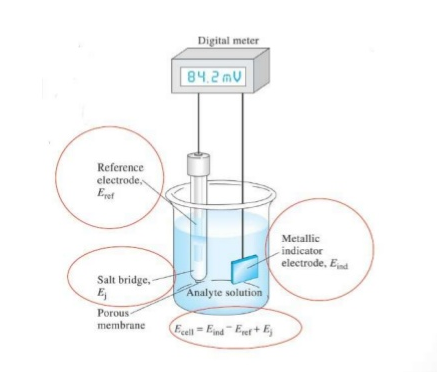 Digital meter
84.2 mV
Reference
electrode,
E_ref
Metallic
indicator
electrode, E_ind
Salt bridge,
E_j
Analyte solution
Porous
membrane
E_cell = E_ind - E_ref + E_j